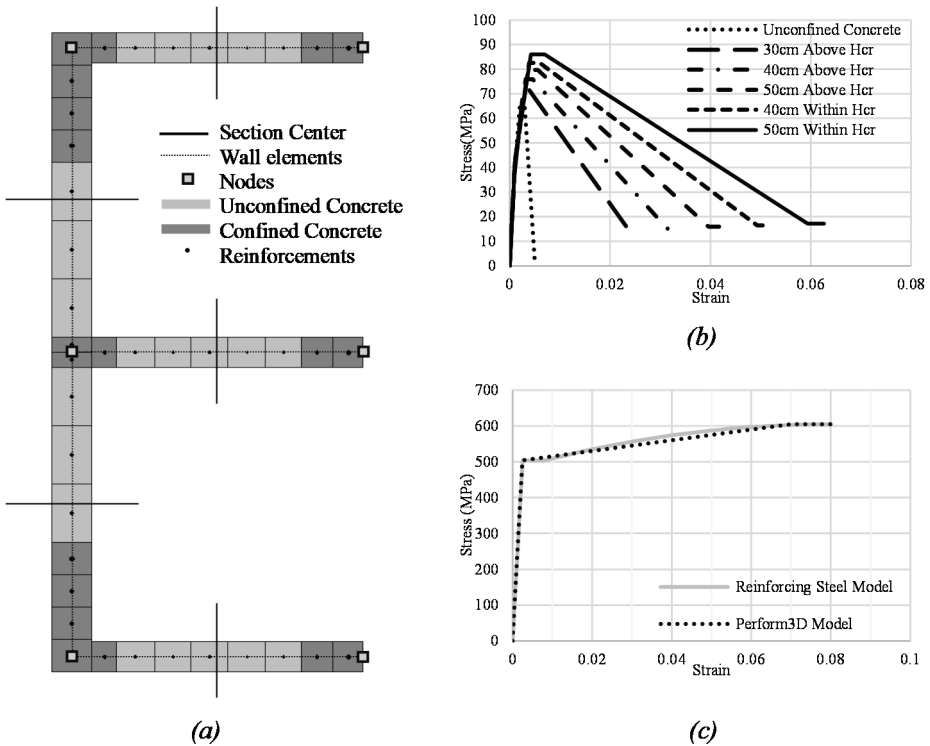 Section Center
Wall elements
Nodes
Unconfined Concrete
Confined Concrete
Reinforcements
(a)
Stress(MPa)
100
90
80
70
60
50
40
30
20
10
0
0
0.02
0.04
0.06
0.08
Strain
Unconfined Concrete
30cm Above Hcr
40cm Above Hcr
50cm Above Hcr
40cm Within Hcr
50cm Within Hcr
(b)
Stress (MPa)
700
600
500
400
300
200
100
0
0
0.02
0.04
0.06
0.08
0.1
Strain
Reinforcing Steel Model
Perform3D Model
(c)